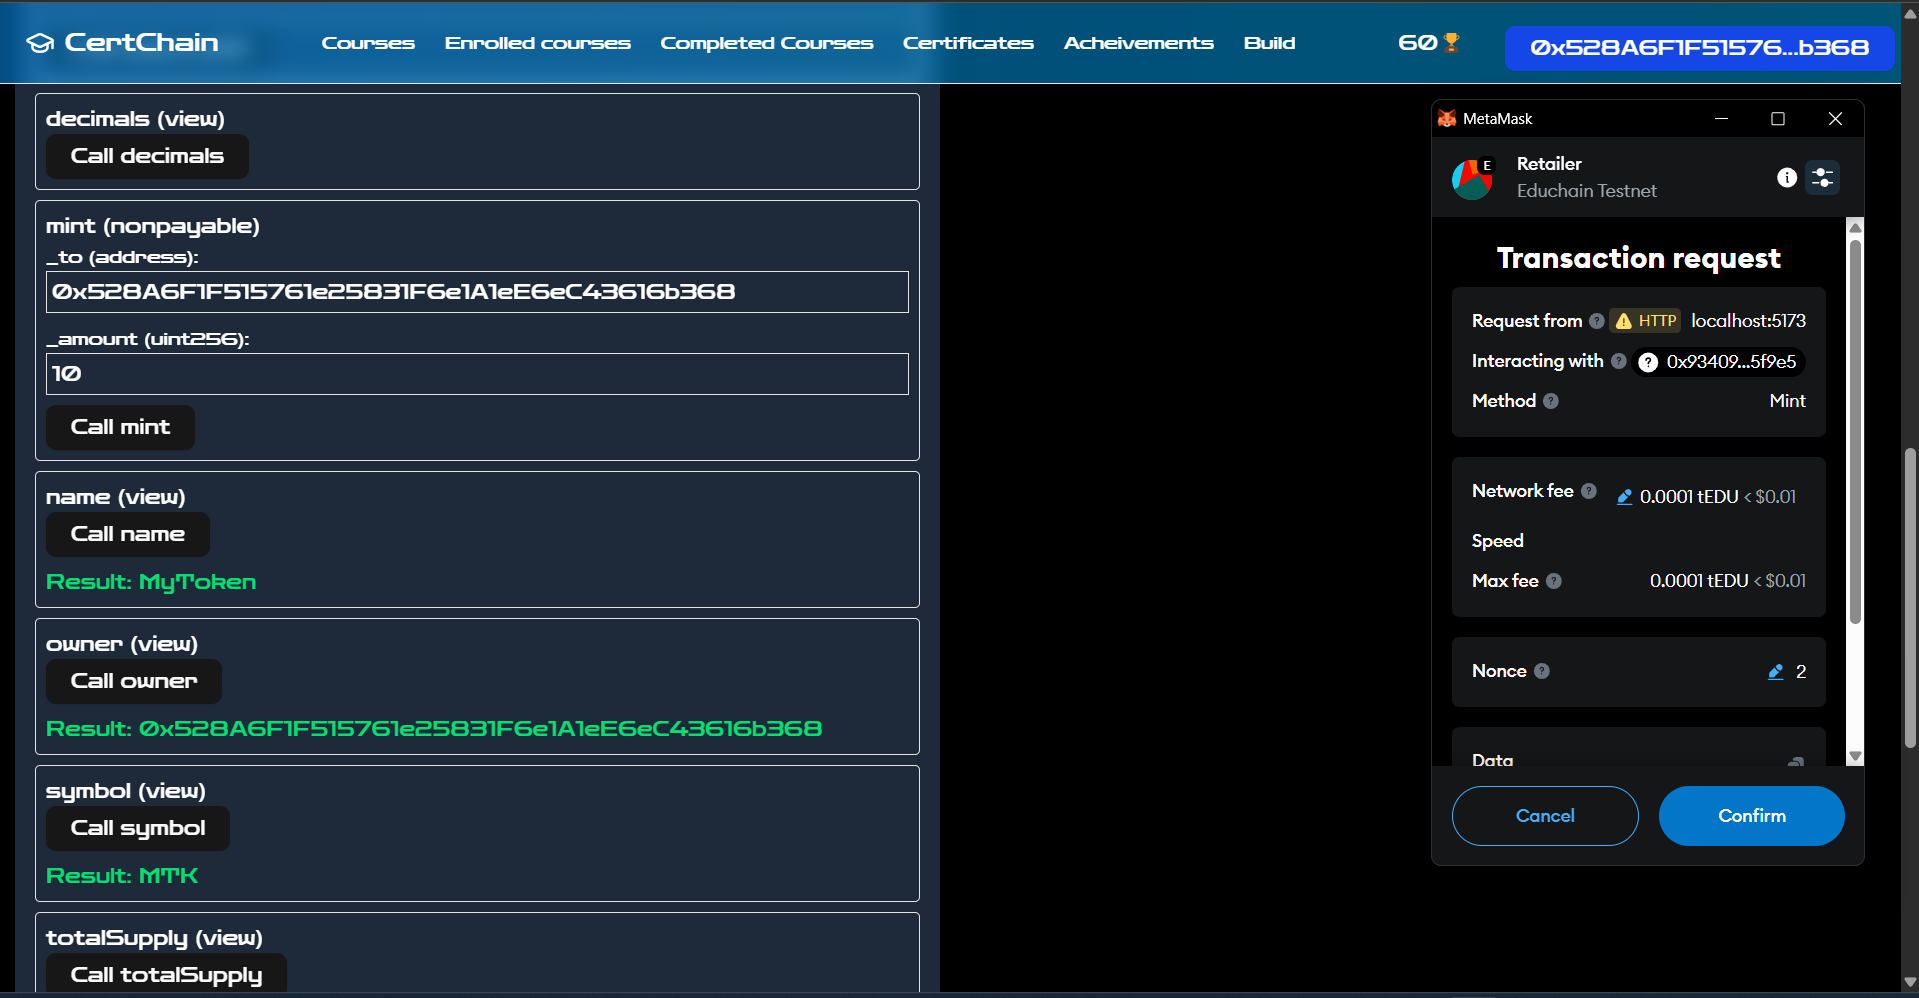 CertChain
Courses
Enrolled courses
Completed Courses
Certificates
Acheivements
Build
60
0x528A6F1F51576...b368
decimals (view)
Call decimals
mint (nonpayable)
_to (address):
0x528A6F1F515761e25831F6e1A1eE6eC43616b368
_amount (uint256):
10
Call mint
name (view)
Call name
Result: MyToken
owner (view)
Call owner
Result: 0x528A6F1F515761e25831F6e1A1eE6eC43616b368
symbol (view)
Call symbol
Result: MTK
totalSupply (view)
Call totalSupply
MetaMask
E
Retailer
Educhain Testnet
Transaction request
Request from ? HTTP localhost:5173
Interacting with ? ? 0x93409...5f9e5
Method ? Mint
Network fee ? 0.0001 tEDU < $0.01
Speed
Max fee ? 0.0001 tEDU < $0.01
Nonce ? 2
Data
Cancel
Confirm